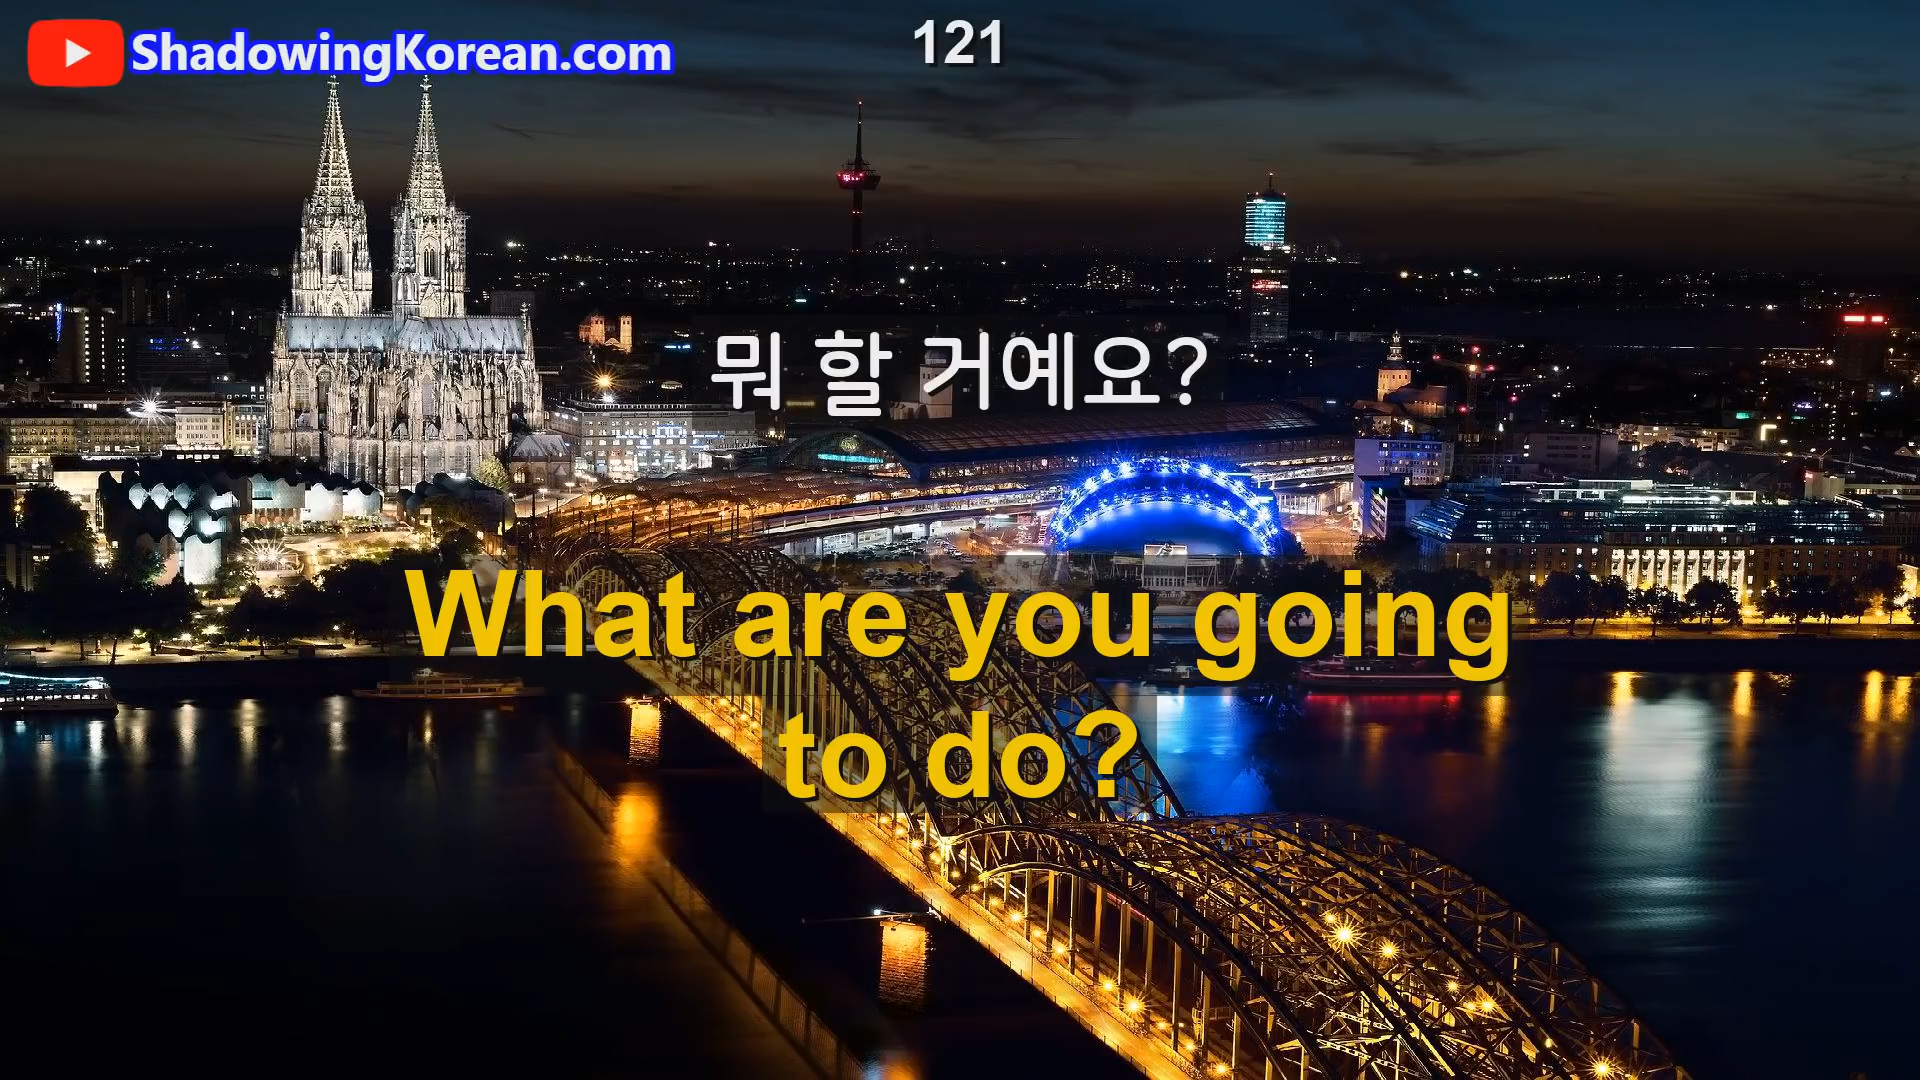 ShadowingKorean.com
121
뭐 할 거예요?
What are you going
to do?